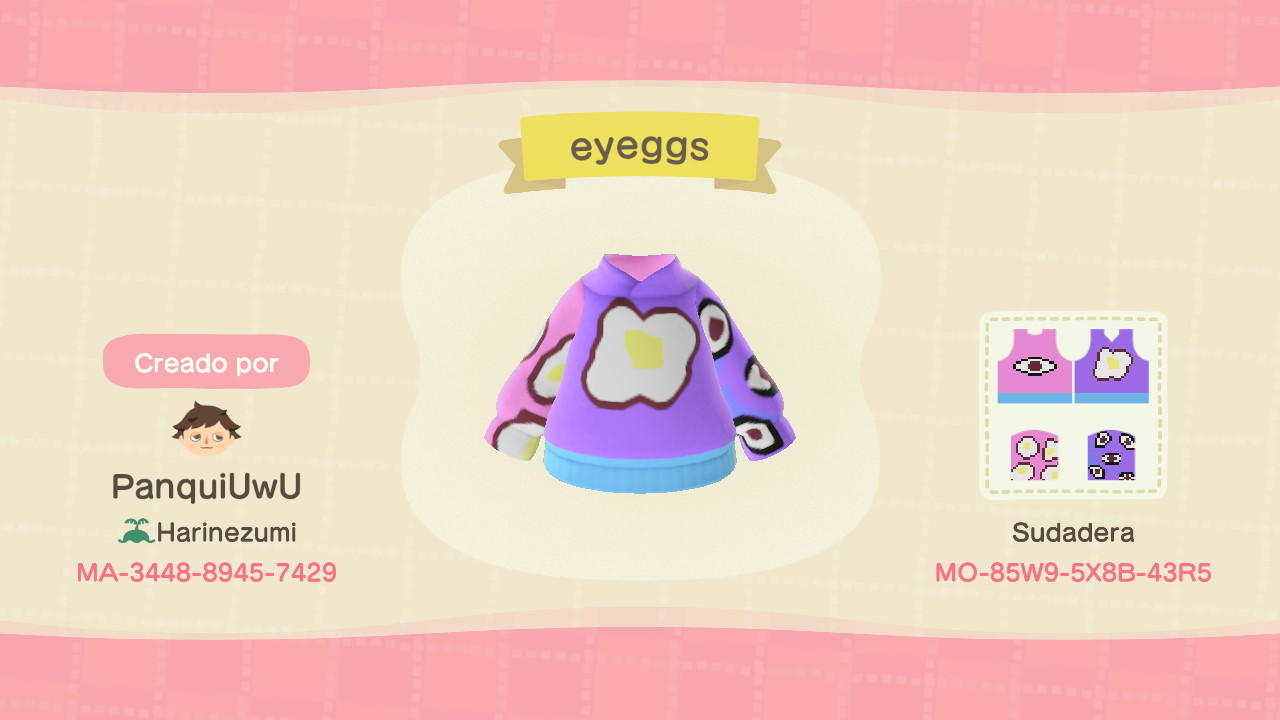 eyeggs
Creado por
PanquiUwU
Harinezumi
MA-3448-8945-7429
Sudadera
MO-85W9-5X8B-43R5